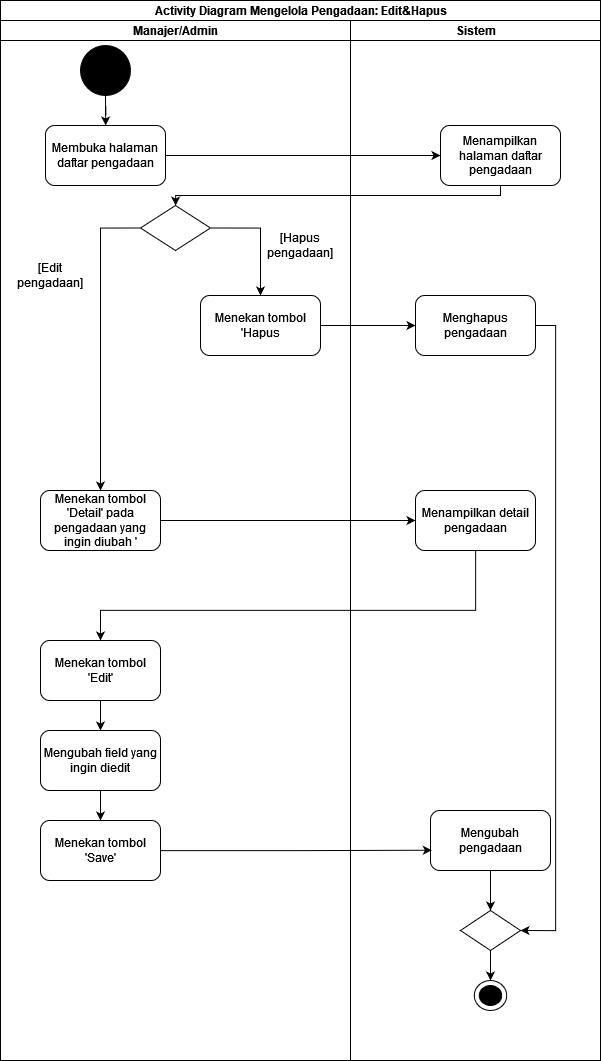 Activity Diagram Mengelola Pengadaan: Edit&Hapus
Manajer/Admin
Sistem
Membuka halaman
daftar pengadaan
Menampilkan
halaman daftar
pengadaan
[Edit
pengadaan]
[Hapus
pengadaan]
Menekan tombol
'Hapus
Menghapus
pengadaan
Menekan tombol
'Detail' pada
pengadaan yang
ingin diubah '
Menampilkan detail
pengadaan
Menekan tombol
'Edit'
Mengubah field yang
ingin diedit
Menekan tombol
'Save'
Mengubah
pengadaan